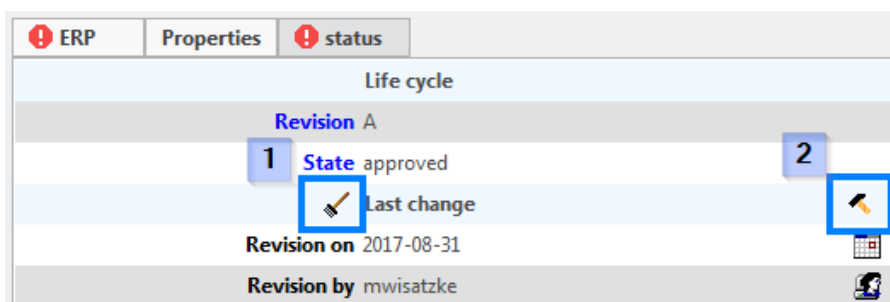 ERP Properties status
Life cycle
Revision A
1 State approved 2
Last change
Revision on 2017-08-31
Revision by mwisatzke